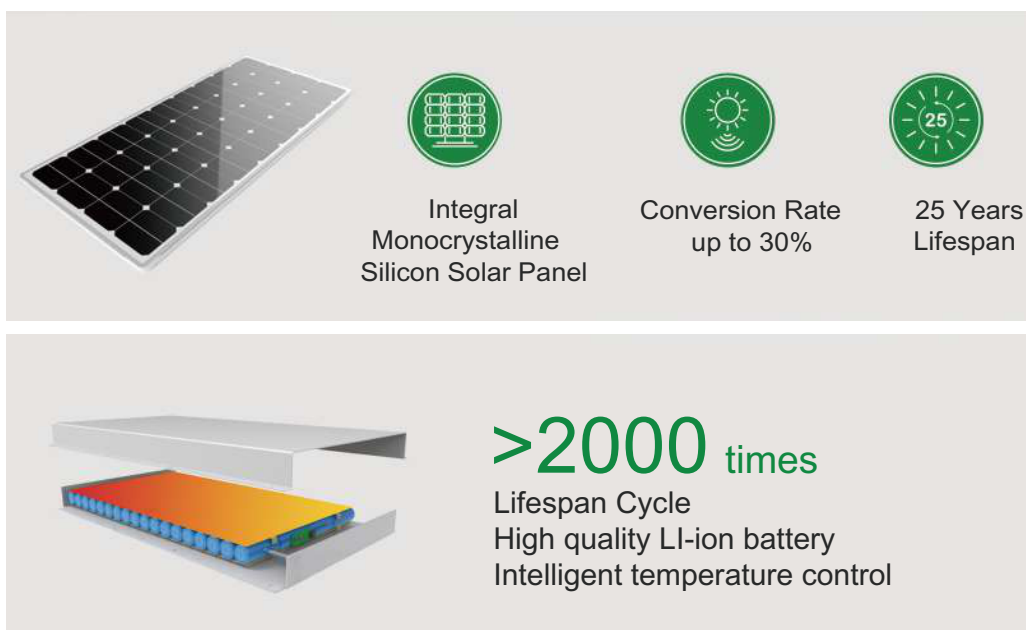 25
Integral
Monocrystalline
Silicon Solar Panel
Conversion Rate
up to 30%
25 Years
Lifespan
>2000 times
Lifespan Cycle
High quality LI-ion battery
Intelligent temperature control